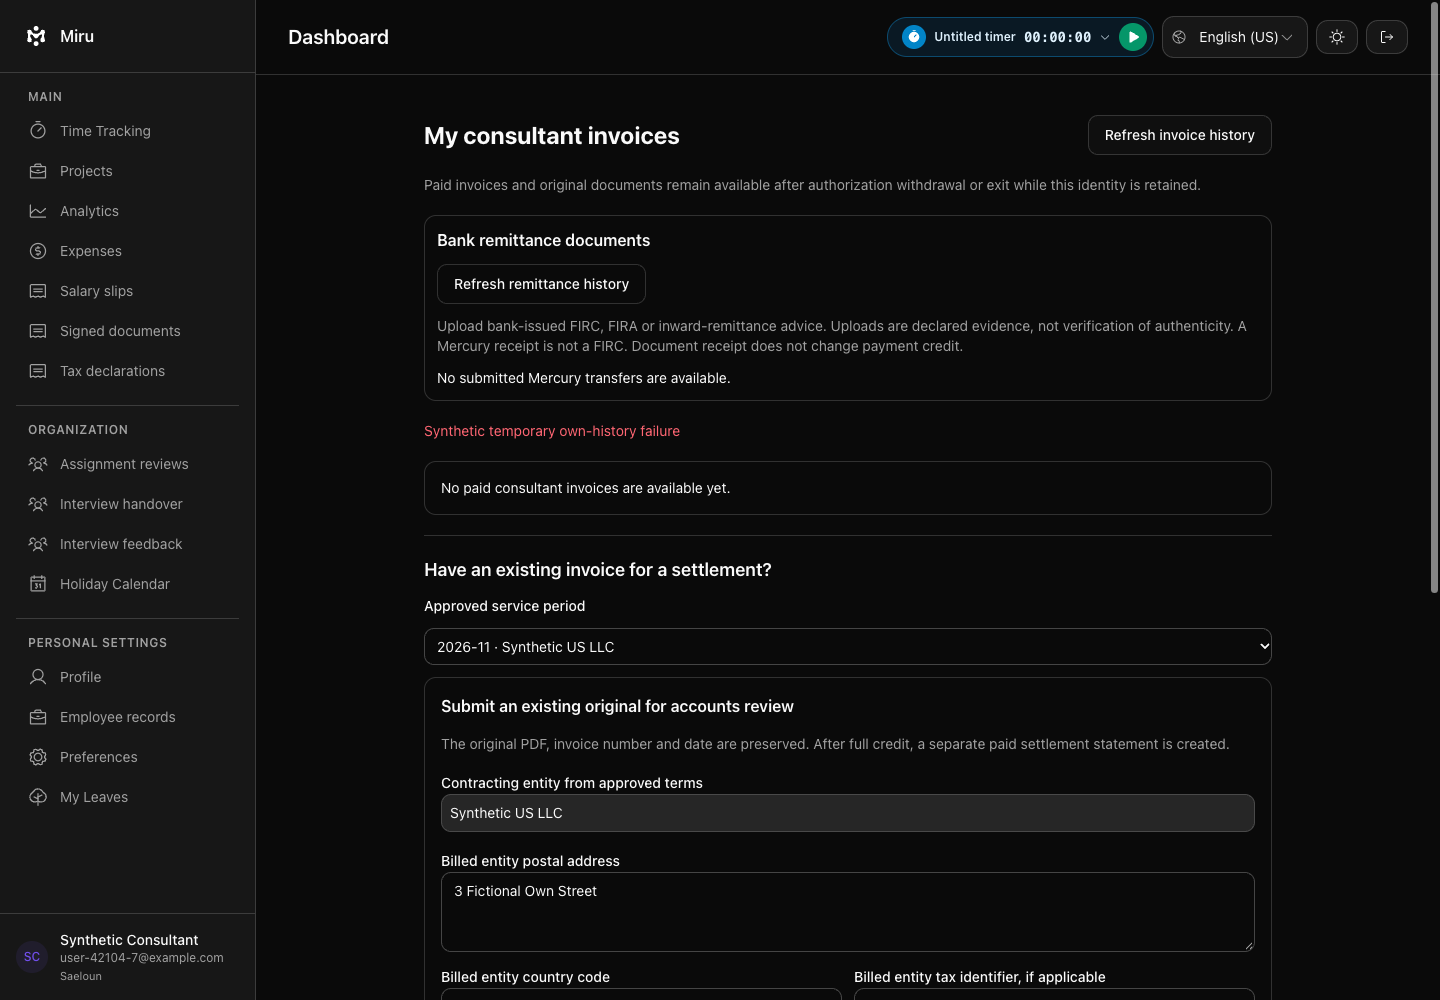 Miru
Dashboard
Untitled timer 00:00:00
English (US)
MAIN
Time Tracking
Projects
Analytics
Expenses
Salary slips
Signed documents
Tax declarations
ORGANIZATION
Assignment reviews
Interview handover
Interview feedback
Holiday Calendar
PERSONAL SETTINGS
Profile
Employee records
Preferences
My Leaves
SC
Synthetic Consultant
user-42104-7@example.com
Saeloun
My consultant invoices
Refresh invoice history
Paid invoices and original documents remain available after authorization withdrawal or exit while this identity is retained.
Bank remittance documents
Refresh remittance history
Upload bank-issued FIRC, FIRA or inward-remittance advice. Uploads are declared evidence, not verification of authenticity. A
Mercury receipt is not a FIRC. Document receipt does not change payment credit.
No submitted Mercury transfers are available.
Synthetic temporary own-history failure
No paid consultant invoices are available yet.
Have an existing invoice for a settlement?
Approved service period
2026-11 · Synthetic US LLC
Submit an existing original for accounts review
The original PDF, invoice number and date are preserved. After full credit, a separate paid settlement statement is created.
Contracting entity from approved terms
Synthetic US LLC
Billed entity postal address
3 Fictional Own Street
Billed entity country code
Billed entity tax identifier, if applicable